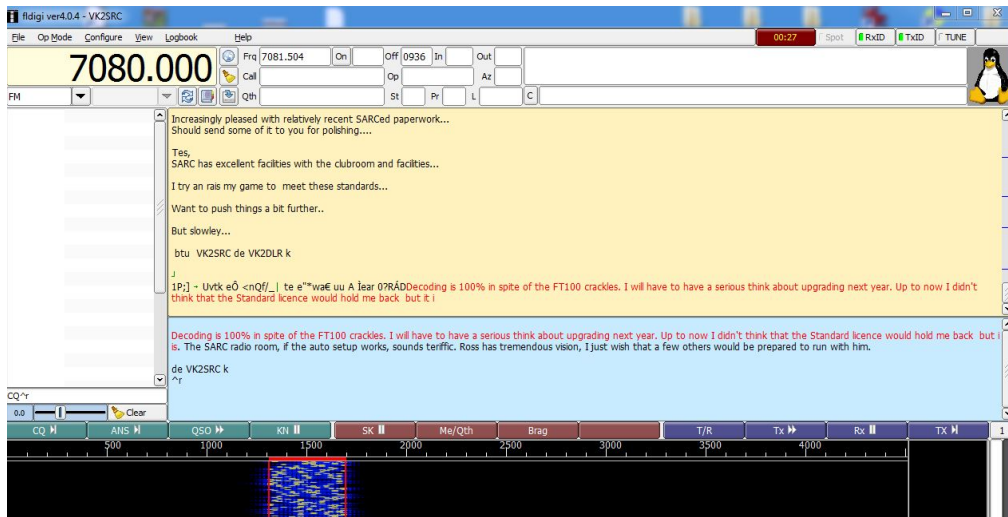 fldigi ver4.0.4 - VK2SRC
File Op Mode Configure View Logbook Help 00:27 Spot RxID TxID TUNE
7080.000 Frq 7081.504 On Off 0936 In Out
Call Op Az
FM Qth St Pr L C
Increasingly pleased with relatively recent SARCed paperwork...
Should send some of it to you for polishing....
Tes,
SARC has excellent facilities with the clubroom and facilties...
I try an rais my game to meet these standards...
Want to push things a bit further..
But slowley...
btu VK2SRC de VK2DLR k
Decoding is 100% in spite of the FT100 crackles. I will have to have a serious think about upgrading next year. Up to now I didn't
think that the Standard licence would hold me back but it i
Decoding is 100% in spite of the FT100 crackles. I will have to have a serious think about upgrading next year. Up to now I didn't think that the Standard licence would hold me back but i
is. The SARC radio room, if the auto setup works, sounds teriffic. Ross has tremendous vision, I just wish that a few others would be prepared to run with him.
de VK2SRC k
^r
CQ^r
0.0 Clear
CQ ANS QSO KN SK Me/Qth Brag T/R Tx Rx TX 1
500 1000 1500 2000 2500 3000 3500 4000